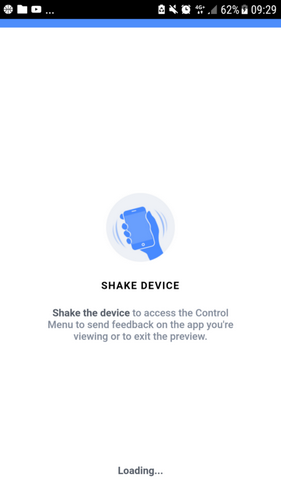 ... 4G+ 62% 09:29
SHAKE DEVICE
Shake the device to access the Control
Menu to send feedback on the app you're
viewing or to exit the preview.
Loading...